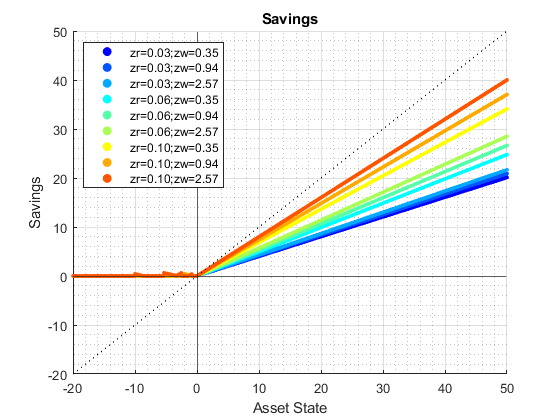 Savings
50
40
30
20
10
0
-10
-20
Savings
zr=0.03;zw=0.35
zr=0.03;zw=0.94
zr=0.03;zw=2.57
zr=0.06;zw=0.35
zr=0.06;zw=0.94
zr=0.06;zw=2.57
zr=0.10;zw=0.35
zr=0.10;zw=0.94
zr=0.10;zw=2.57
-20 -10 0 10 20 30 40 50
Asset State